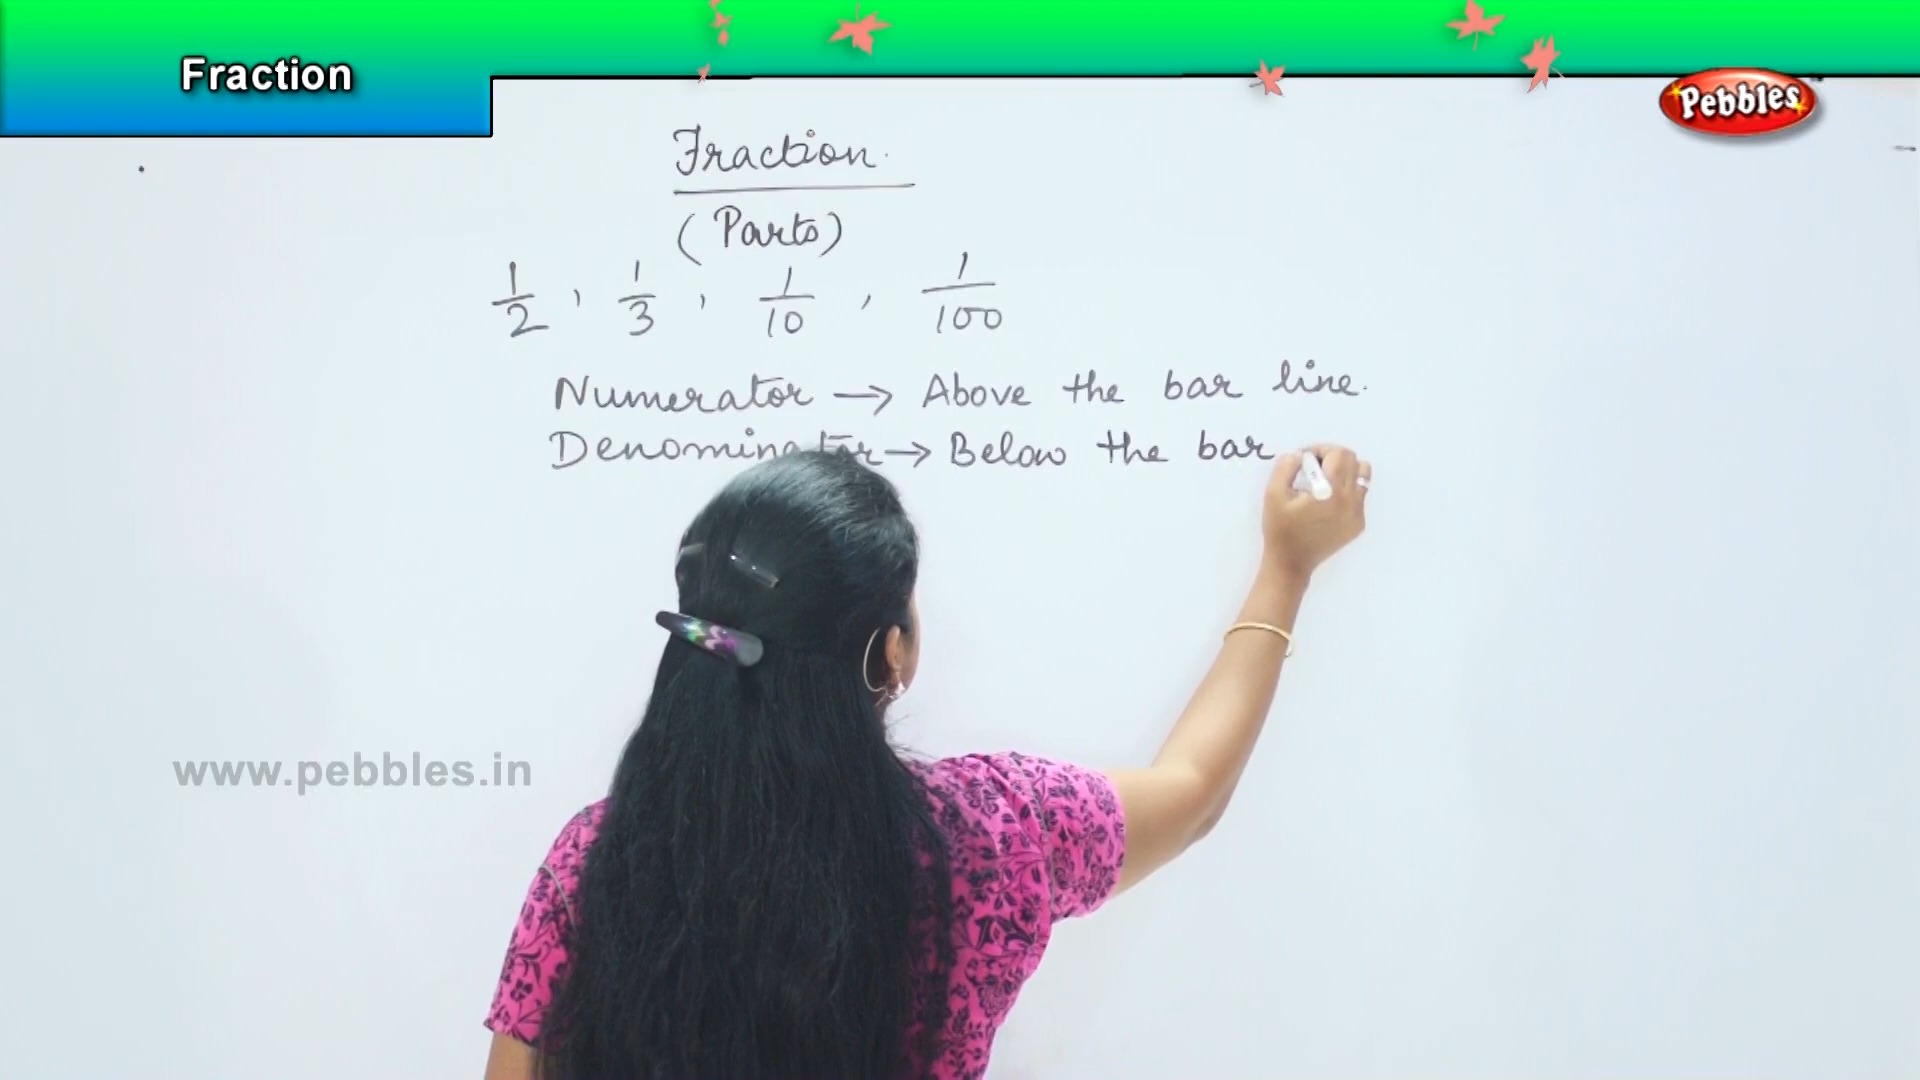 Fraction
Pebbles
Fraction.
(Parts)
1/2, 1/3, 1/10, 1/100
Numerator → Above the bar line.
Denominator → Below the bar
www.pebbles.in